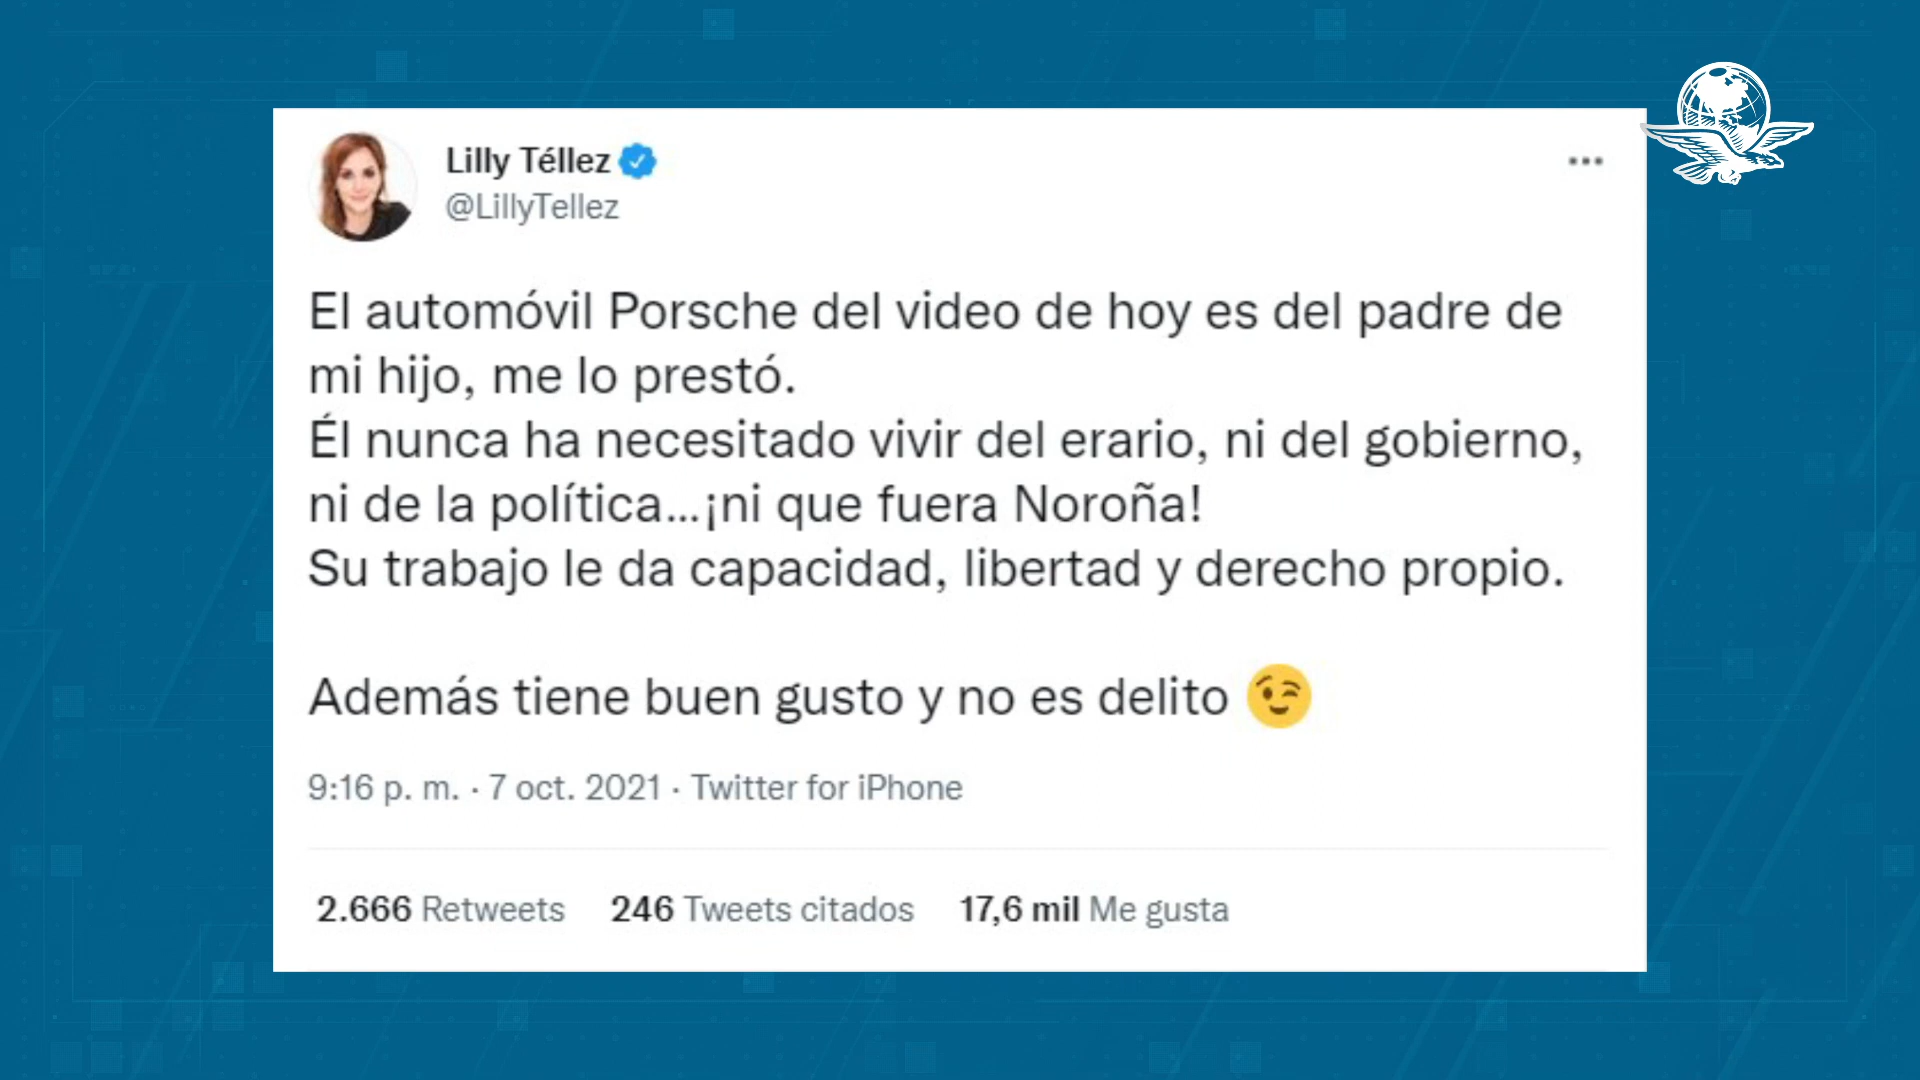 Lilly Téllez
@LillyTellez
El automóvil Porsche del video de hoy es del padre de
mi hijo, me lo prestó.
Él nunca ha necesitado vivir del erario, ni del gobierno,
ni de la política...¡ni que fuera Noroña!
Su trabajo le da capacidad, libertad y derecho propio.
Además tiene buen gusto y no es delito 😉
9:16 p. m. · 7 oct. 2021 · Twitter for iPhone
2.666 Retweets 246 Tweets citados 17,6 mil Me gusta